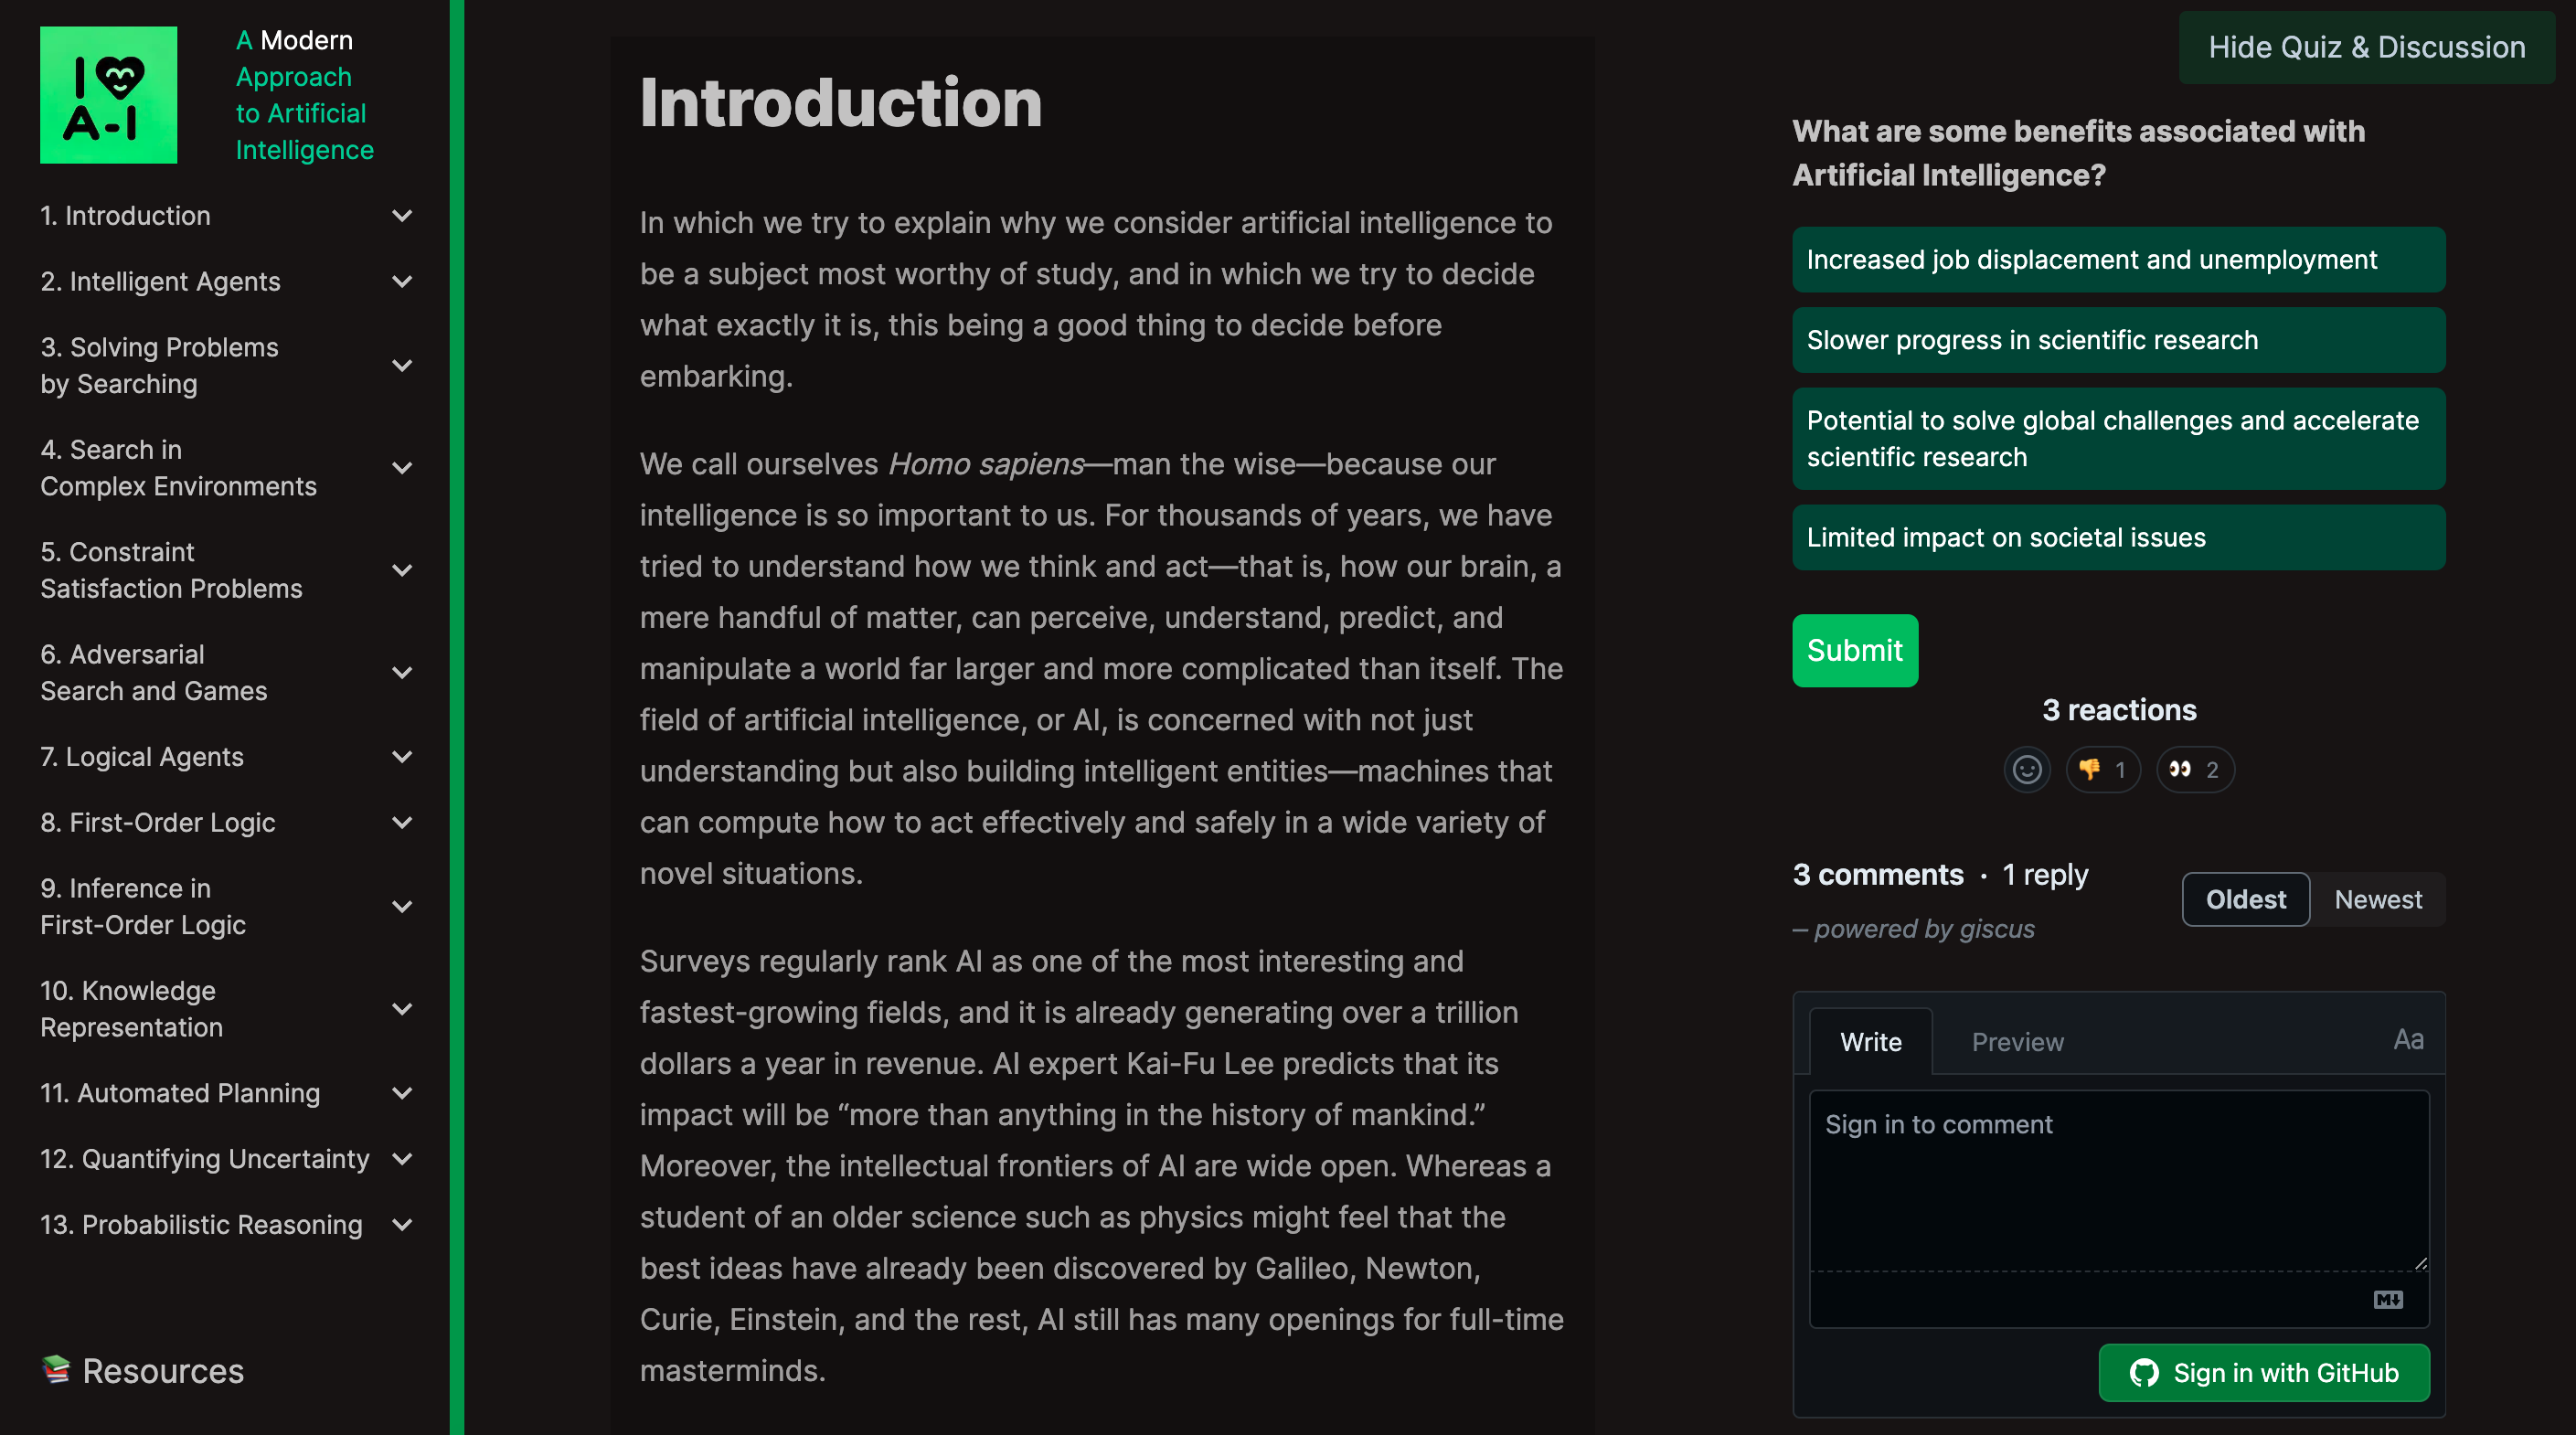 I
A-I
A Modern
Approach
to Artificial
Intelligence
1. Introduction
2. Intelligent Agents
3. Solving Problems
by Searching
4. Search in
Complex Environments
5. Constraint
Satisfaction Problems
6. Adversarial
Search and Games
7. Logical Agents
8. First-Order Logic
9. Inference in
First-Order Logic
10. Knowledge
Representation
11. Automated Planning
12. Quantifying Uncertainty
13. Probabilistic Reasoning
📚 Resources
Introduction
In which we try to explain why we consider artificial intelligence to
be a subject most worthy of study, and in which we try to decide
what exactly it is, this being a good thing to decide before
embarking.
We call ourselves Homo sapiens—man the wise—because our
intelligence is so important to us. For thousands of years, we have
tried to understand how we think and act—that is, how our brain, a
mere handful of matter, can perceive, understand, predict, and
manipulate a world far larger and more complicated than itself. The
field of artificial intelligence, or AI, is concerned with not just
understanding but also building intelligent entities—machines that
can compute how to act effectively and safely in a wide variety of
novel situations.
Surveys regularly rank AI as one of the most interesting and
fastest-growing fields, and it is already generating over a trillion
dollars a year in revenue. AI expert Kai-Fu Lee predicts that its
impact will be “more than anything in the history of mankind.”
Moreover, the intellectual frontiers of AI are wide open. Whereas a
student of an older science such as physics might feel that the
best ideas have already been discovered by Galileo, Newton,
Curie, Einstein, and the rest, AI still has many openings for full-time
masterminds.
Hide Quiz & Discussion
What are some benefits associated with
Artificial Intelligence?
Increased job displacement and unemployment
Slower progress in scientific research
Potential to solve global challenges and accelerate
scientific research
Limited impact on societal issues
Submit
3 reactions
👎 1 👀 2
3 comments · 1 reply
– powered by giscus
Oldest Newest
Write Preview Aa
Sign in to comment
M
Sign in with GitHub